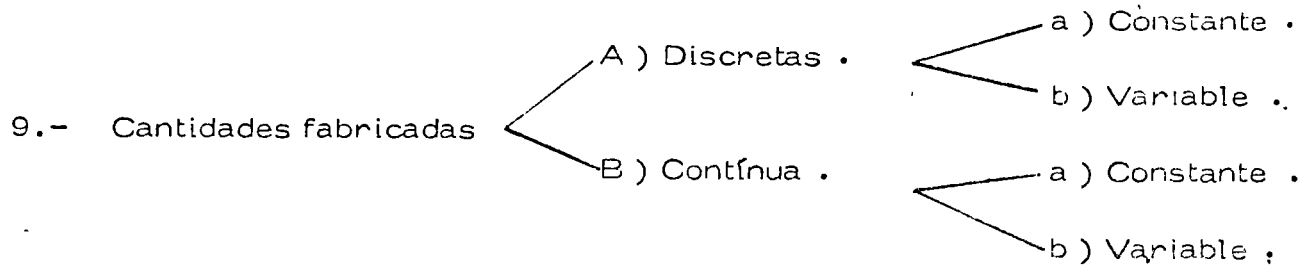 a ) Constante .
A ) Discretas .
b ) Variable .
9.- Cantidades fabricadas
B ) Contínua .
a ) Constante .
b ) Variable .